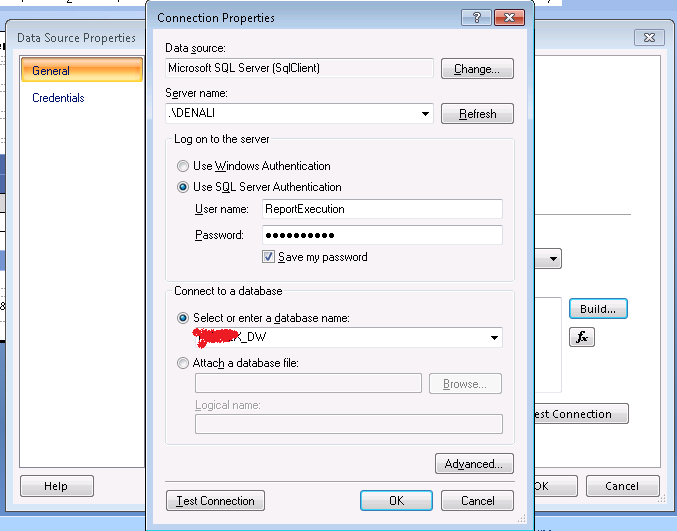 Connection Properties
Data Source Properties
General
Credentials
Data source:
Microsoft SQL Server (SqlClient)
Change...
Server name:
.\DENALI
Refresh
Log on to the server
Use Windows Authentication
Use SQL Server Authentication
User name:
ReportExecution
Password:
●●●●●●●●●●
Save my password
Connect to a database
Select or enter a database name:
X_DW
Build...
fx
Attach a database file:
Browse...
Logical name:
est Connection
Advanced...
Help
Test Connection
OK
Cancel
OK
Cancel